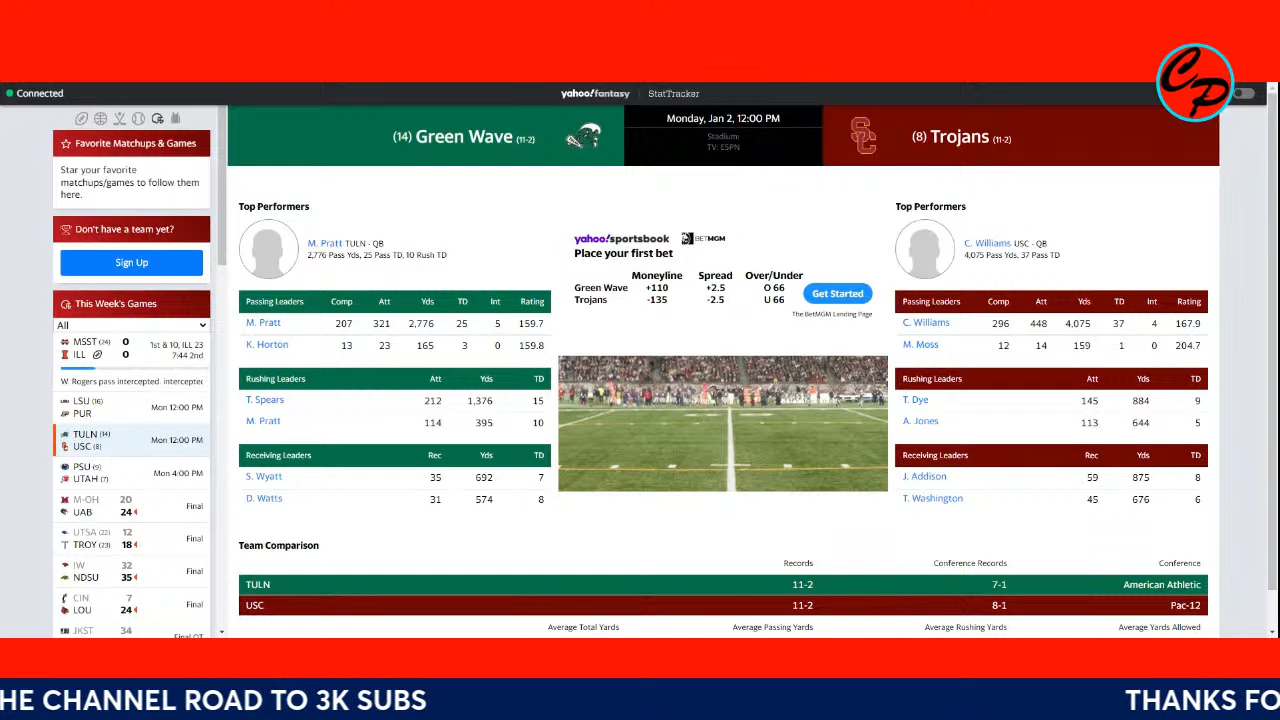 CP
Connected
yahoo!fantasy StatTracker
Favorite Matchups & Games
Star your favorite
matchups/games to follow them
here.
Don't have a team yet?
Sign Up
This Week's Games
All
MSST (24) 0 1st & 10, ILL 23
ILL 0 7:44 2nd
W. Rogers pass intercepted. intercepted
LSU (16)
PUR
Mon 12:00 PM
TULN (14)
USC (8)
Mon 12:00 PM
PSU (9)
UTAH (7)
Mon 4:00 PM
M-OH 20
UAB 24
Final
UTSA (22) 12
TROY (23) 18
Final
IW 32
NDSU 35
Final
CIN 7
LOU 24
Final
JKST 34
Final OT
(14) Green Wave (11-2)
Monday, Jan 2, 12:00 PM
Stadium:
TV: ESPN
SC
(8) Trojans (11-2)
Top Performers
M. Pratt TULN - QB
2,776 Pass Yds, 25 Pass TD, 10 Rush TD
Passing Leaders Comp Att Yds TD Int Rating
M. Pratt 207 321 2,776 25 5 159.7
K. Horton 13 23 165 3 0 159.8
Rushing Leaders Att Yds TD
T. Spears 212 1,376 15
M. Pratt 114 395 10
Receiving Leaders Rec Yds TD
S. Wyatt 35 692 7
D. Watts 31 574 8
yahoo!sportsbook BETMGM
Place your first bet
Moneyline Spread Over/Under
Green Wave +110 +2.5 O 66
Trojans -135 -2.5 U 66
Get Started
The BetMGM Landing Page
Top Performers
C. Williams USC - QB
4,075 Pass Yds, 37 Pass TD
Passing Leaders Comp Att Yds TD Int Rating
C. Williams 296 448 4,075 37 4 167.9
M. Moss 12 14 159 1 0 204.7
Rushing Leaders Att Yds TD
T. Dye 145 884 9
A. Jones 113 644 5
Receiving Leaders Rec Yds TD
J. Addison 59 875 8
T. Washington 45 676 6
Team Comparison
Records Conference Records Conference
TULN 11-2 7-1 American Athletic
USC 11-2 8-1 Pac-12
Average Total Yards Average Passing Yards Average Rushing Yards Average Yards Allowed
HE CHANNEL ROAD TO 3K SUBS THANKS FO